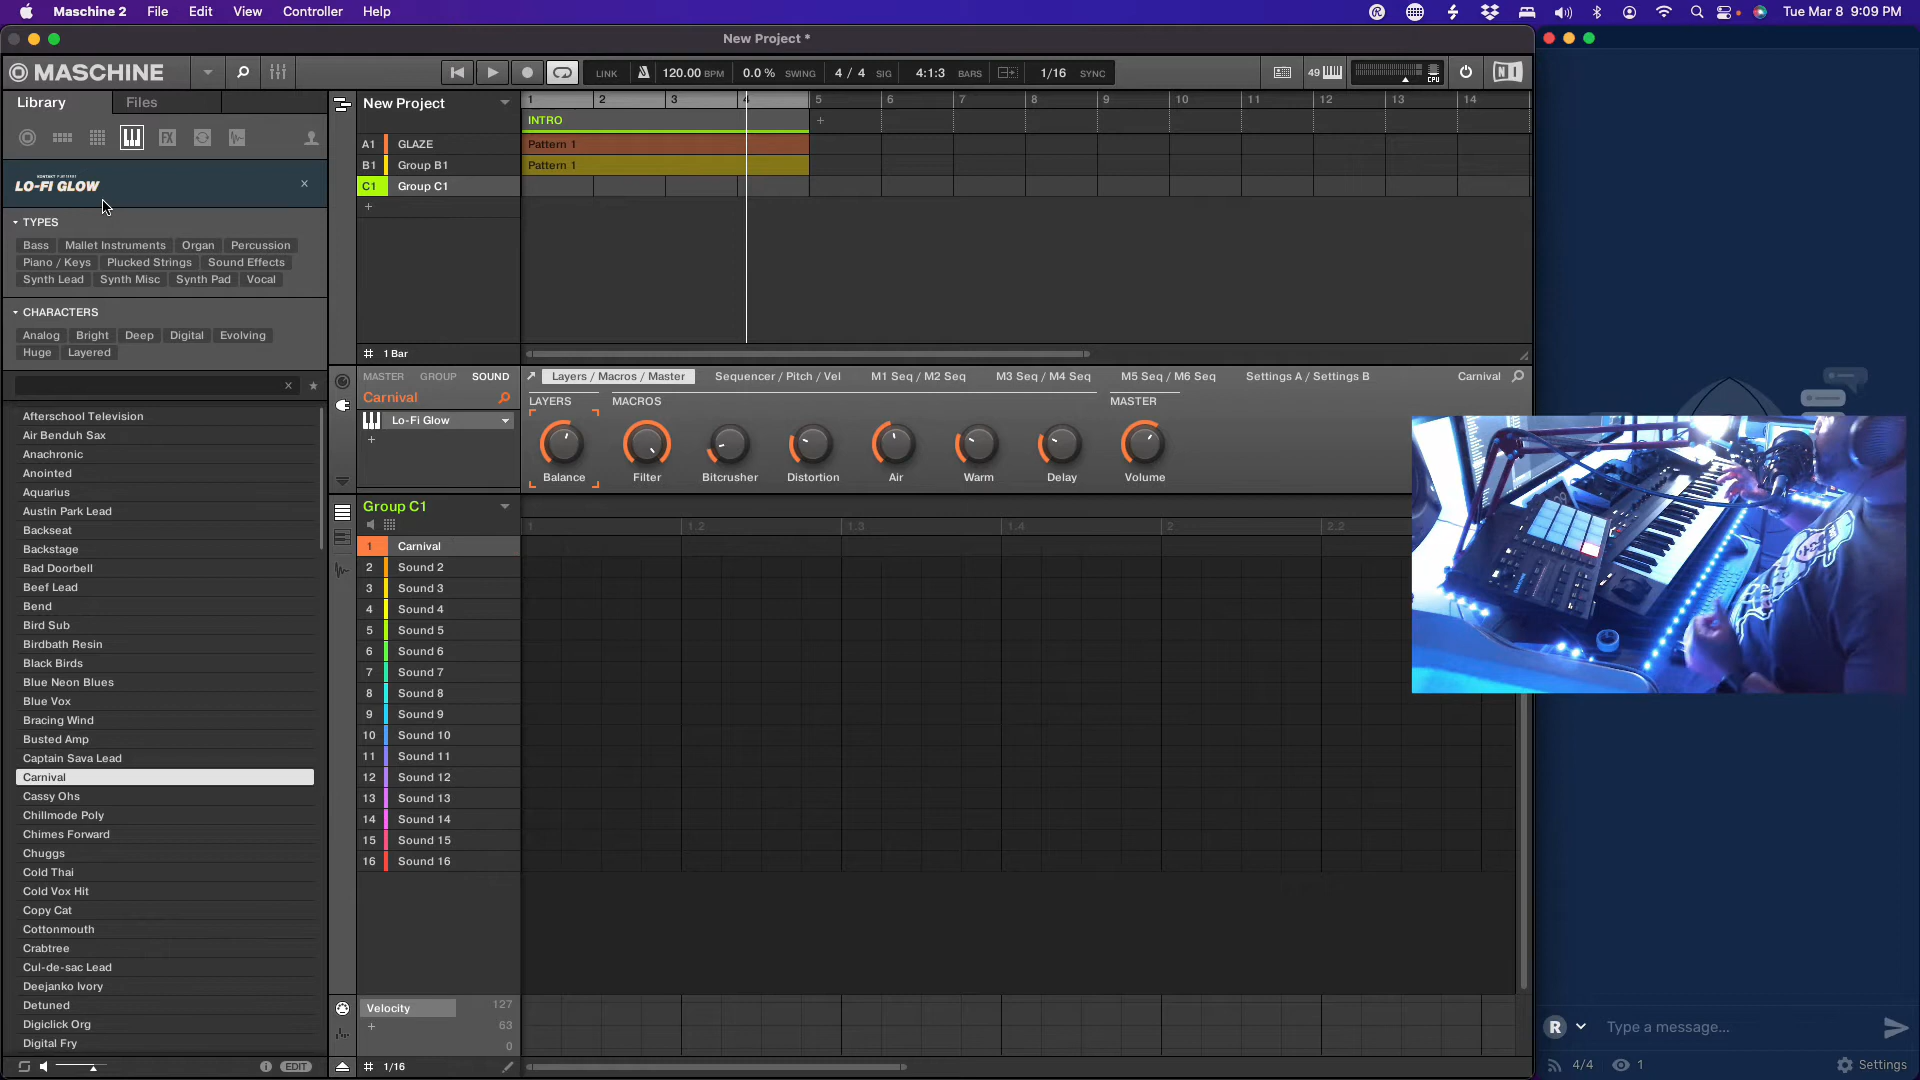 Maschine 2 File Edit View Controller Help Tue Mar 8 9:09 PM
New Project *
MASCHINE LINK 120.00 BPM 0.0 % SWING 4 / 4 SIG 4:1:3 BARS 1/16 SYNC 49 CPU
Library Files
New Project
1 2 3 4 5 6 7 8 9 10 11 12 13 14
INTRO +
A1 GLAZE Pattern 1
B1 Group B1 Pattern 1
C1 Group C1
+
1 Bar
LO-FI GLOW ×
TYPES
Bass Mallet Instruments Organ Percussion
Piano / Keys Plucked Strings Sound Effects
Synth Lead Synth Misc Synth Pad Vocal
CHARACTERS
Analog Bright Deep Digital Evolving
Huge Layered
Afterschool Television
Air Benduh Sax
Anachronic
Anointed
Aquarius
Austin Park Lead
Backseat
Backstage
Bad Doorbell
Beef Lead
Bend
Bird Sub
Birdbath Resin
Black Birds
Blue Neon Blues
Blue Vox
Bracing Wind
Busted Amp
Captain Sava Lead
Carnival
Cassy Ohs
Chillmode Poly
Chimes Forward
Chuggs
Cold Thai
Cold Vox Hit
Copy Cat
Cottonmouth
Crabtree
Cul-de-sac Lead
Deejanko Ivory
Detuned
Digiclick Org
Digital Fry
EDIT
MASTER GROUP SOUND
Carnival
Lo-Fi Glow
+
Layers / Macros / Master Sequencer / Pitch / Vel M1 Seq / M2 Seq M3 Seq / M4 Seq M5 Seq / M6 Seq Settings A / Settings B Carnival
LAYERS MACROS MASTER
Balance Filter Bitcrusher Distortion Air Warm Delay Volume
Group C1
1 1.2 1.3 1.4 2 2.2
1 Carnival
2 Sound 2
3 Sound 3
4 Sound 4
5 Sound 5
6 Sound 6
7 Sound 7
8 Sound 8
9 Sound 9
10 Sound 10
11 Sound 11
12 Sound 12
13 Sound 13
14 Sound 14
15 Sound 15
16 Sound 16
Velocity 127
+ 63
0
1/16
R Type a message...
4/4 1 Settings